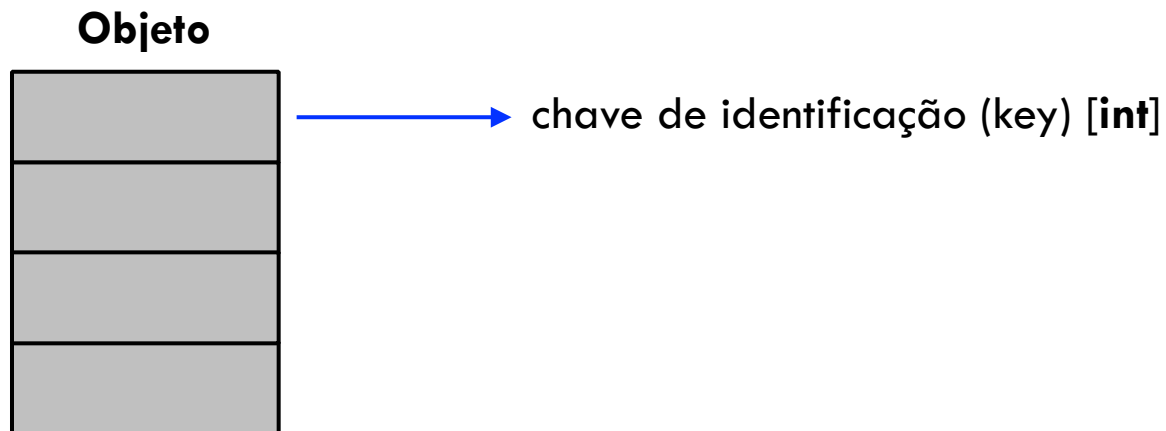 Objeto
chave de identificação (key) [int]